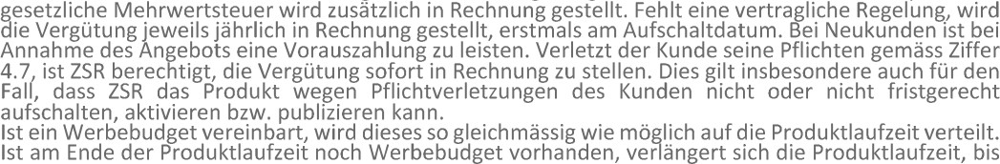 gesetzliche Mehrwertsteuer wird zusätzlich in Rechnung gestellt. Fehlt eine vertragliche Regelung, wird
die Vergütung jeweils jährlich in Rechnung gestellt, erstmals am Aufschaltdatum. Bei Neukunden ist bei
Annahme des Angebots eine Vorauszahlung zu leisten. Verletzt der Kunde seine Pflichten gemäss Ziffer
4.7, ist ZSR berechtigt, die Vergütung sofort in Rechnung zu stellen. Dies gilt insbesondere auch für den
Fall, dass ZSR das Produkt wegen Pflichtverletzungen des Kunden nicht oder nicht fristgerecht
aufschalten, aktivieren bzw. publizieren kann.
Ist ein Werbebudget vereinbart, wird dieses so gleichmässig wie möglich auf die Produktlaufzeit verteilt.
Ist am Ende der Produktlaufzeit noch Werbebudget vorhanden, verlängert sich die Produktlaufzeit, bis